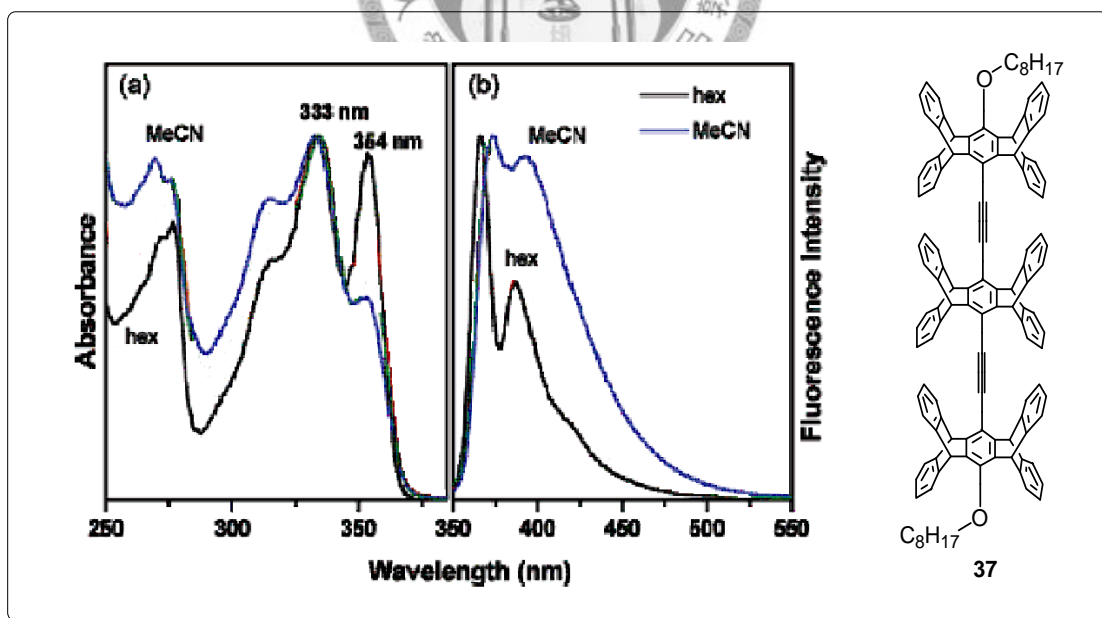 (a)
MeCN
333 nm
354 nm
hex
Absorbance
250
300
350
(b)
hex
MeCN
MeCN
hex
Fluorescence Intensity
350
400
450
500
550
Wavelength (nm)
O
C8H17
O
C8H17
37